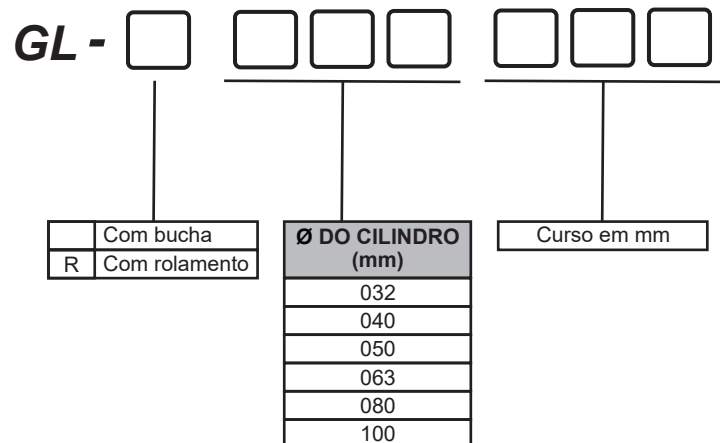 GL -
Com bucha
R Com rolamento
Ø DO CILINDRO
(mm)
032
040
050
063
080
100
Curso em mm